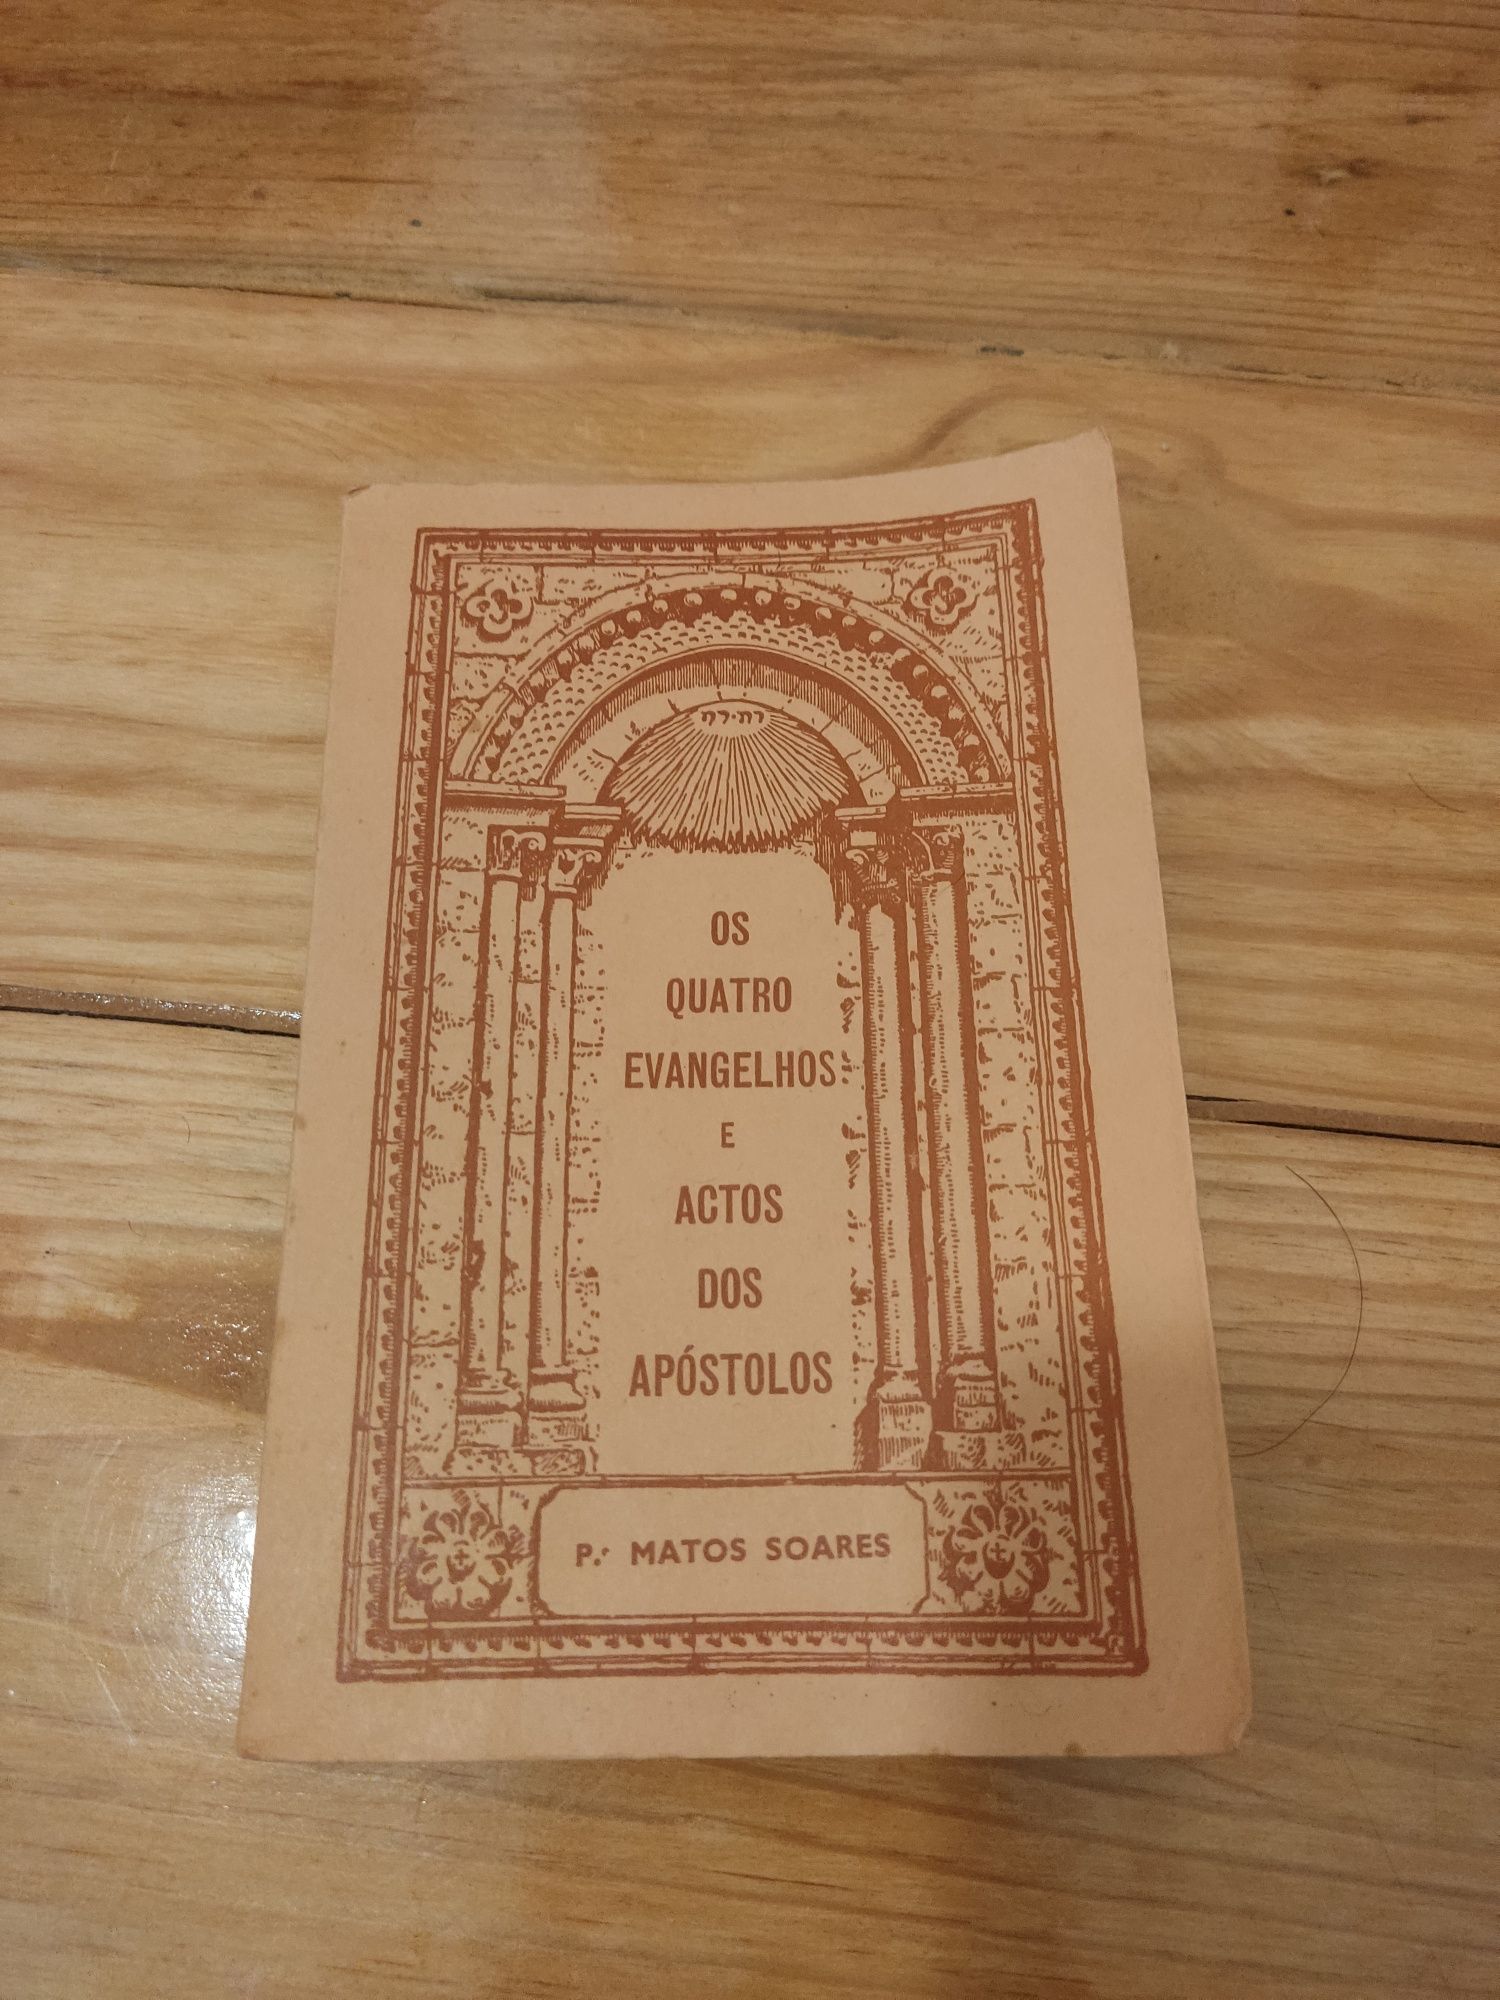 OS
QUATRO
EVANGELHOS
E
ACTOS
DOS
APÓSTOLOS
P.ᵉ MATOS SOARES